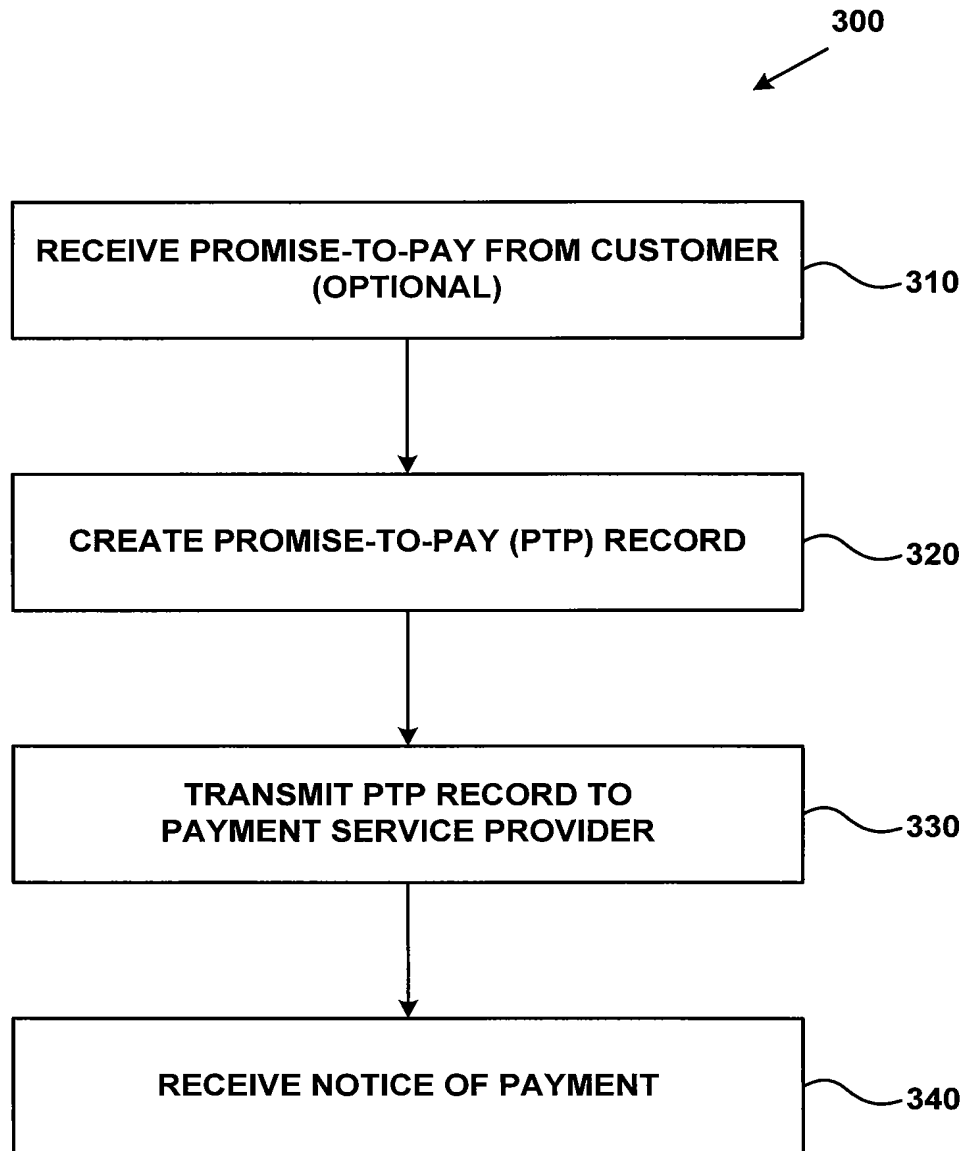 300
RECEIVE PROMISE-TO-PAY FROM CUSTOMER
(OPTIONAL)
310
CREATE PROMISE-TO-PAY (PTP) RECORD
320
TRANSMIT PTP RECORD TO
PAYMENT SERVICE PROVIDER
330
RECEIVE NOTICE OF PAYMENT
340